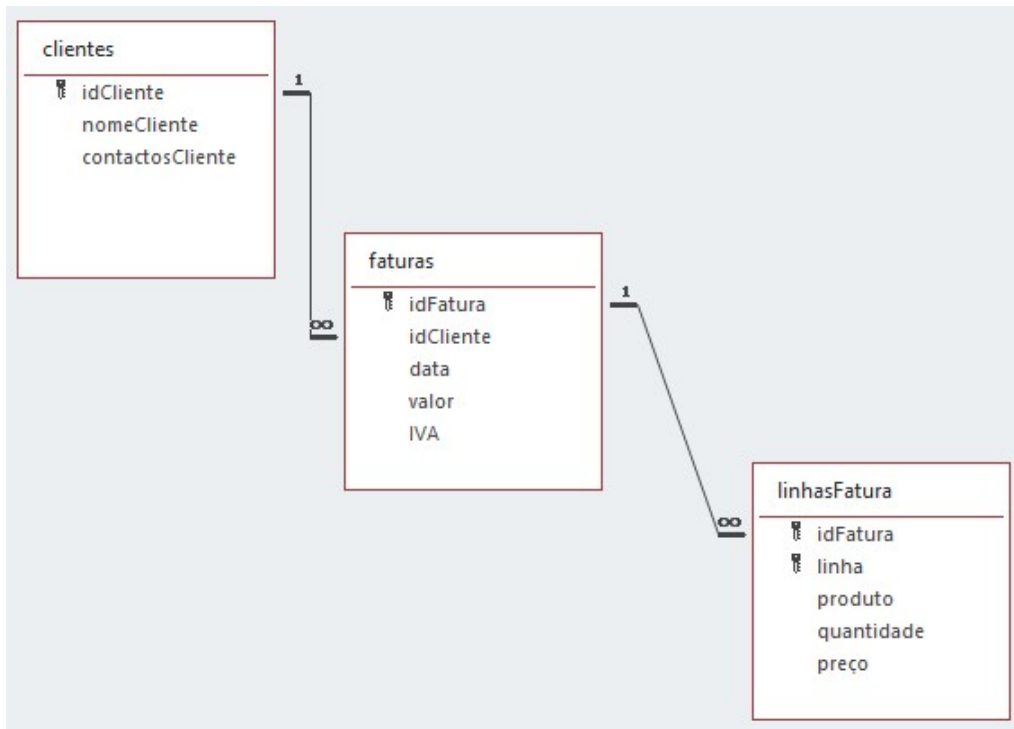 clientes
idCliente
nomeCliente
contactosCliente
1
∞
faturas
idFatura
idCliente
data
valor
IVA
1
∞
linhasFatura
idFatura
linha
produto
quantidade
preço